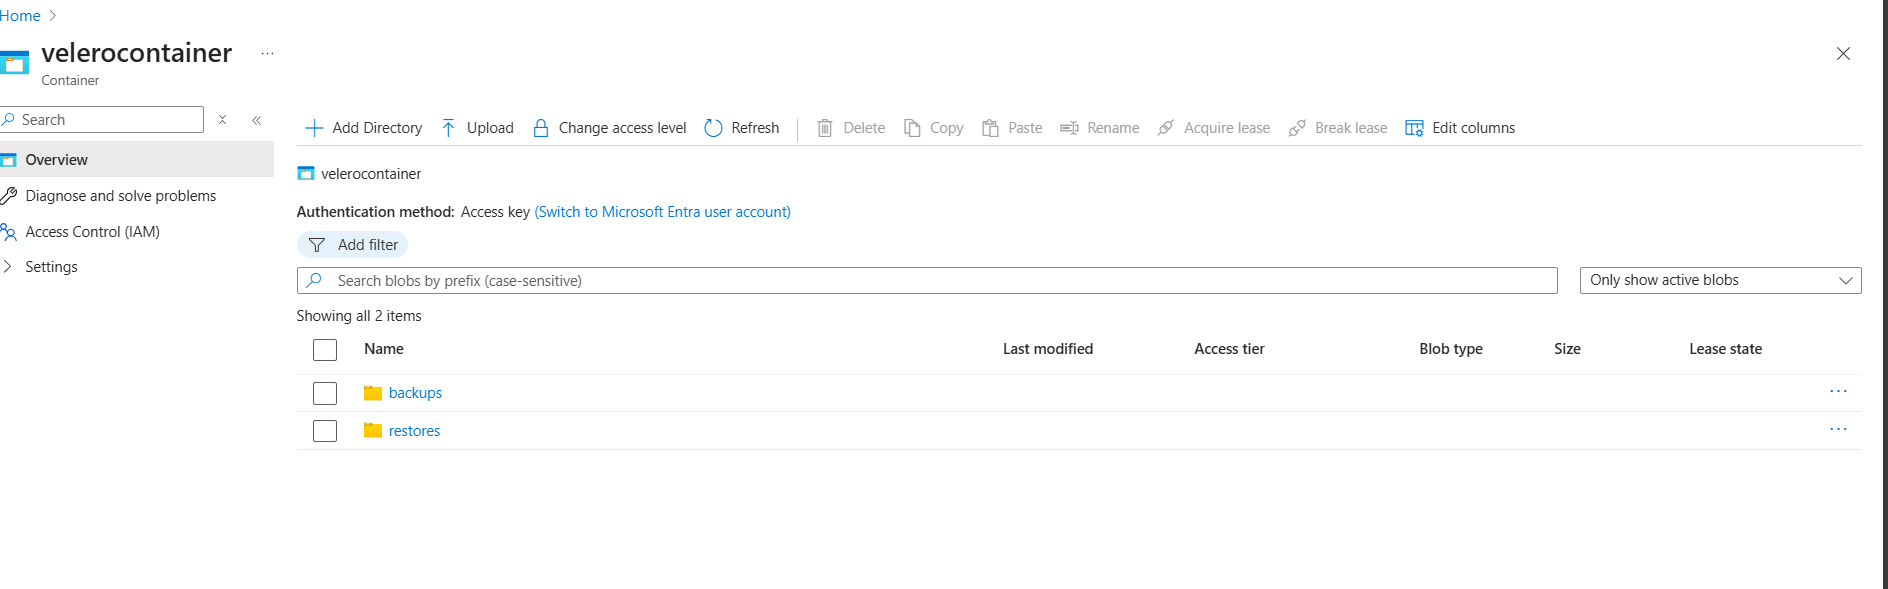 Home
velerocontainer ...
Container
Search
Overview
Diagnose and solve problems
Access Control (IAM)
Settings
Add Directory Upload Change access level Refresh Delete Copy Paste Rename Acquire lease Break lease Edit columns
velerocontainer
Authentication method: Access key (Switch to Microsoft Entra user account)
Add filter
Search blobs by prefix (case-sensitive) Only show active blobs
Showing all 2 items
Name Last modified Access tier Blob type Size Lease state
backups ...
restores ...